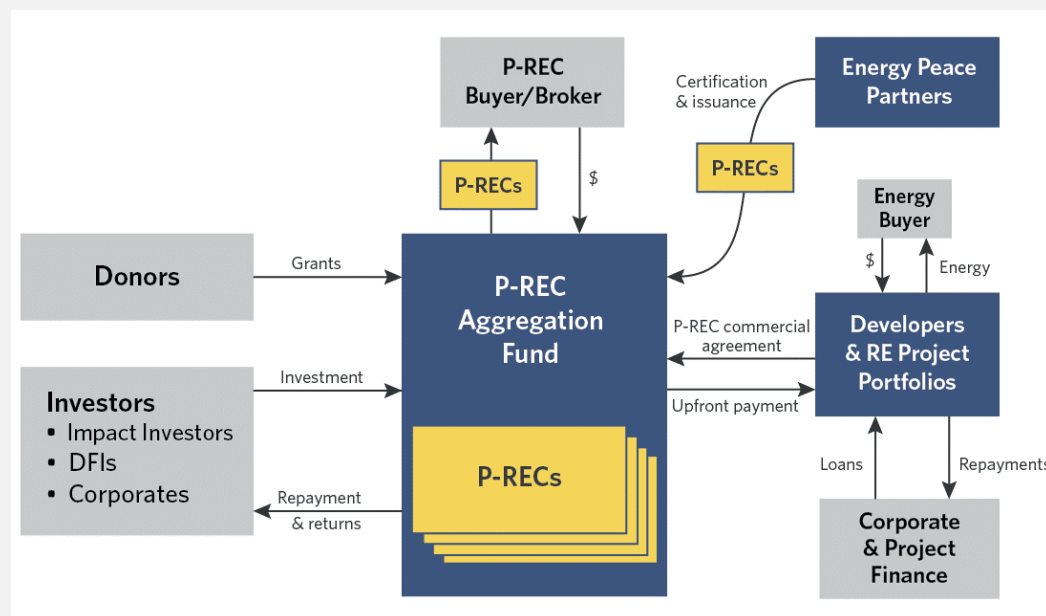 P-REC
Buyer/Broker
Certification
& issuance
Energy Peace
Partners
P-RECs
$
P-RECs
Energy
Buyer
$
Energy
Donors
Grants
P-REC
Aggregation
Fund
P-REC commercial
agreement
Upfront payment
Developers
& RE Project
Portfolios
Investors
▪ Impact Investors
▪ DFIs
▪ Corporates
Investment
Repayment
& returns
P-RECs
Loans
Repayments
Corporate
& Project
Finance